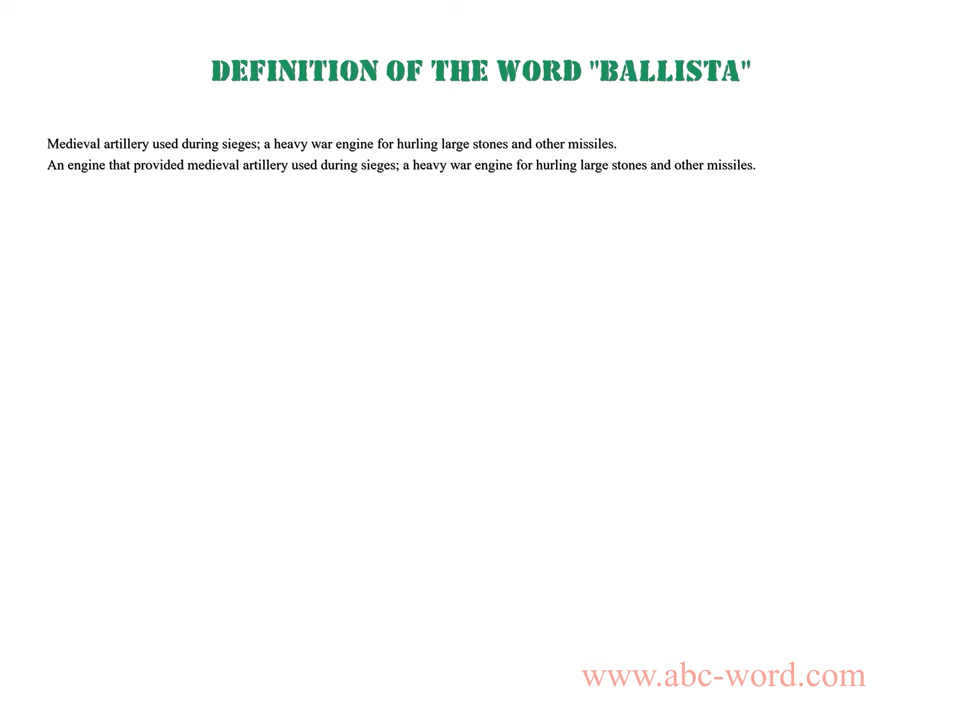 DEFINITION OF THE WORD "BALLISTA"
Medieval artillery used during sieges; a heavy war engine for hurling large stones and other missiles.
An engine that provided medieval artillery used during sieges; a heavy war engine for hurling large stones and other missiles.
www.abc-word.com